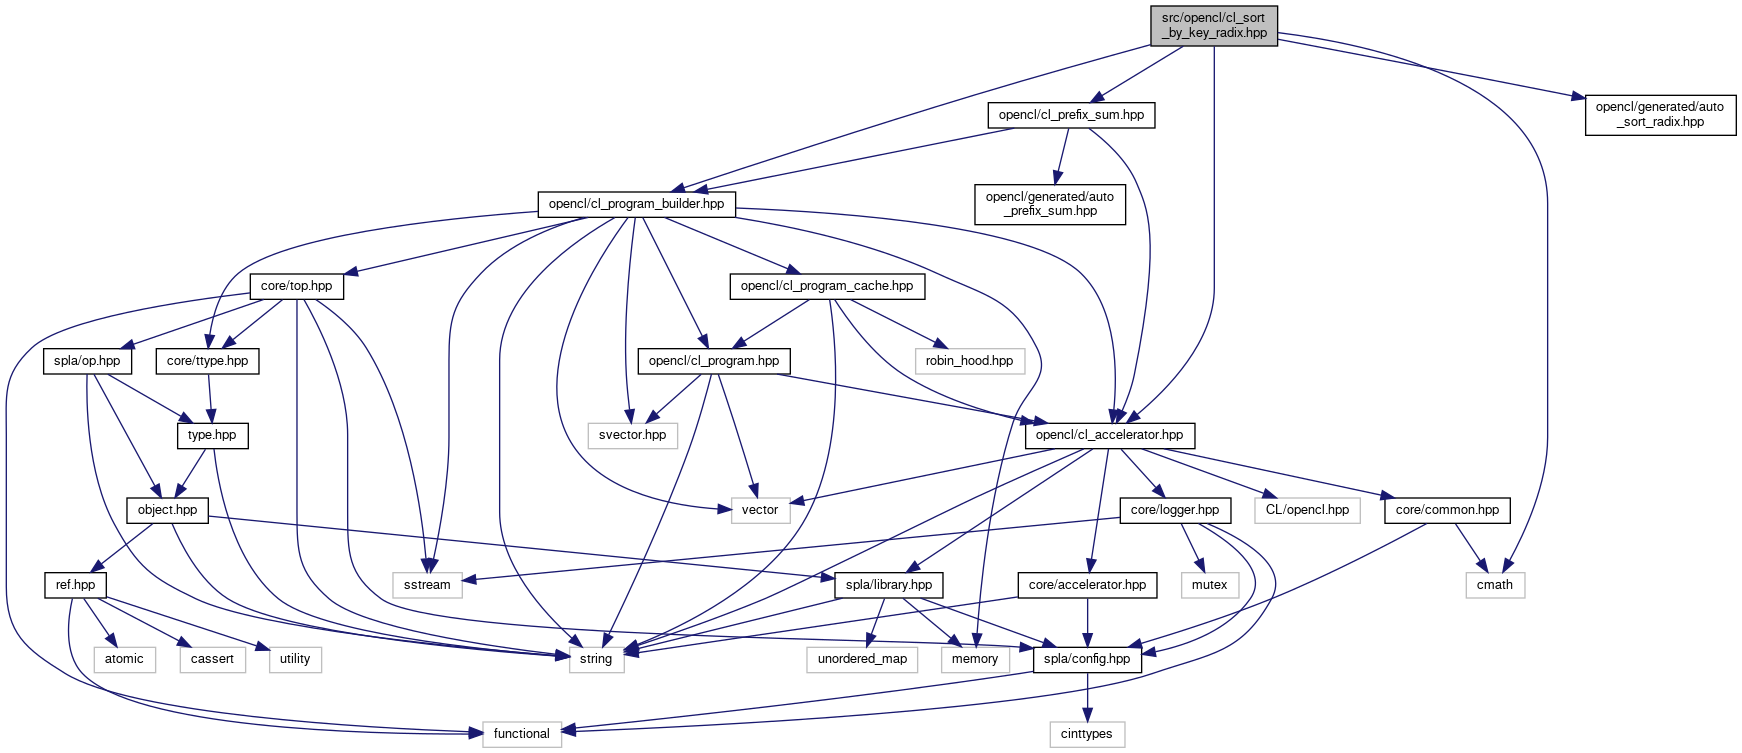 src/opencl/cl_sort
_by_key_radix.hpp
opencl/generated/auto
_sort_radix.hpp
opencl/cl_prefix_sum.hpp
opencl/generated/auto
_prefix_sum.hpp
opencl/cl_program_builder.hpp
core/top.hpp
opencl/cl_program_cache.hpp
spla/op.hpp
core/ttype.hpp
opencl/cl_program.hpp
robin_hood.hpp
type.hpp
svector.hpp
opencl/cl_accelerator.hpp
object.hpp
vector
core/logger.hpp
CL/opencl.hpp
core/common.hpp
ref.hpp
sstream
spla/library.hpp
core/accelerator.hpp
mutex
cmath
atomic
cassert
utility
string
unordered_map
memory
spla/config.hpp
functional
cinttypes